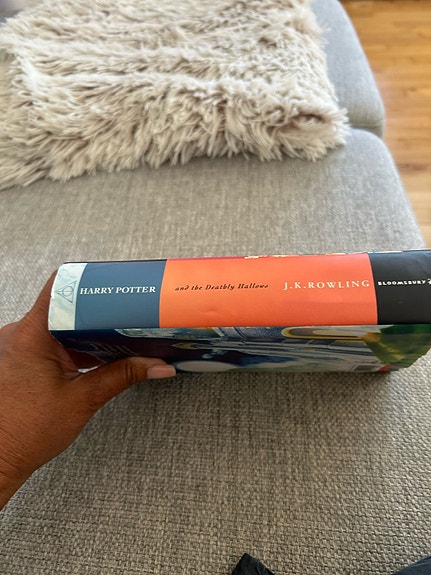 HARRY POTTER and the Deathly Hallows J.K.ROWLING BLOOMSBURY